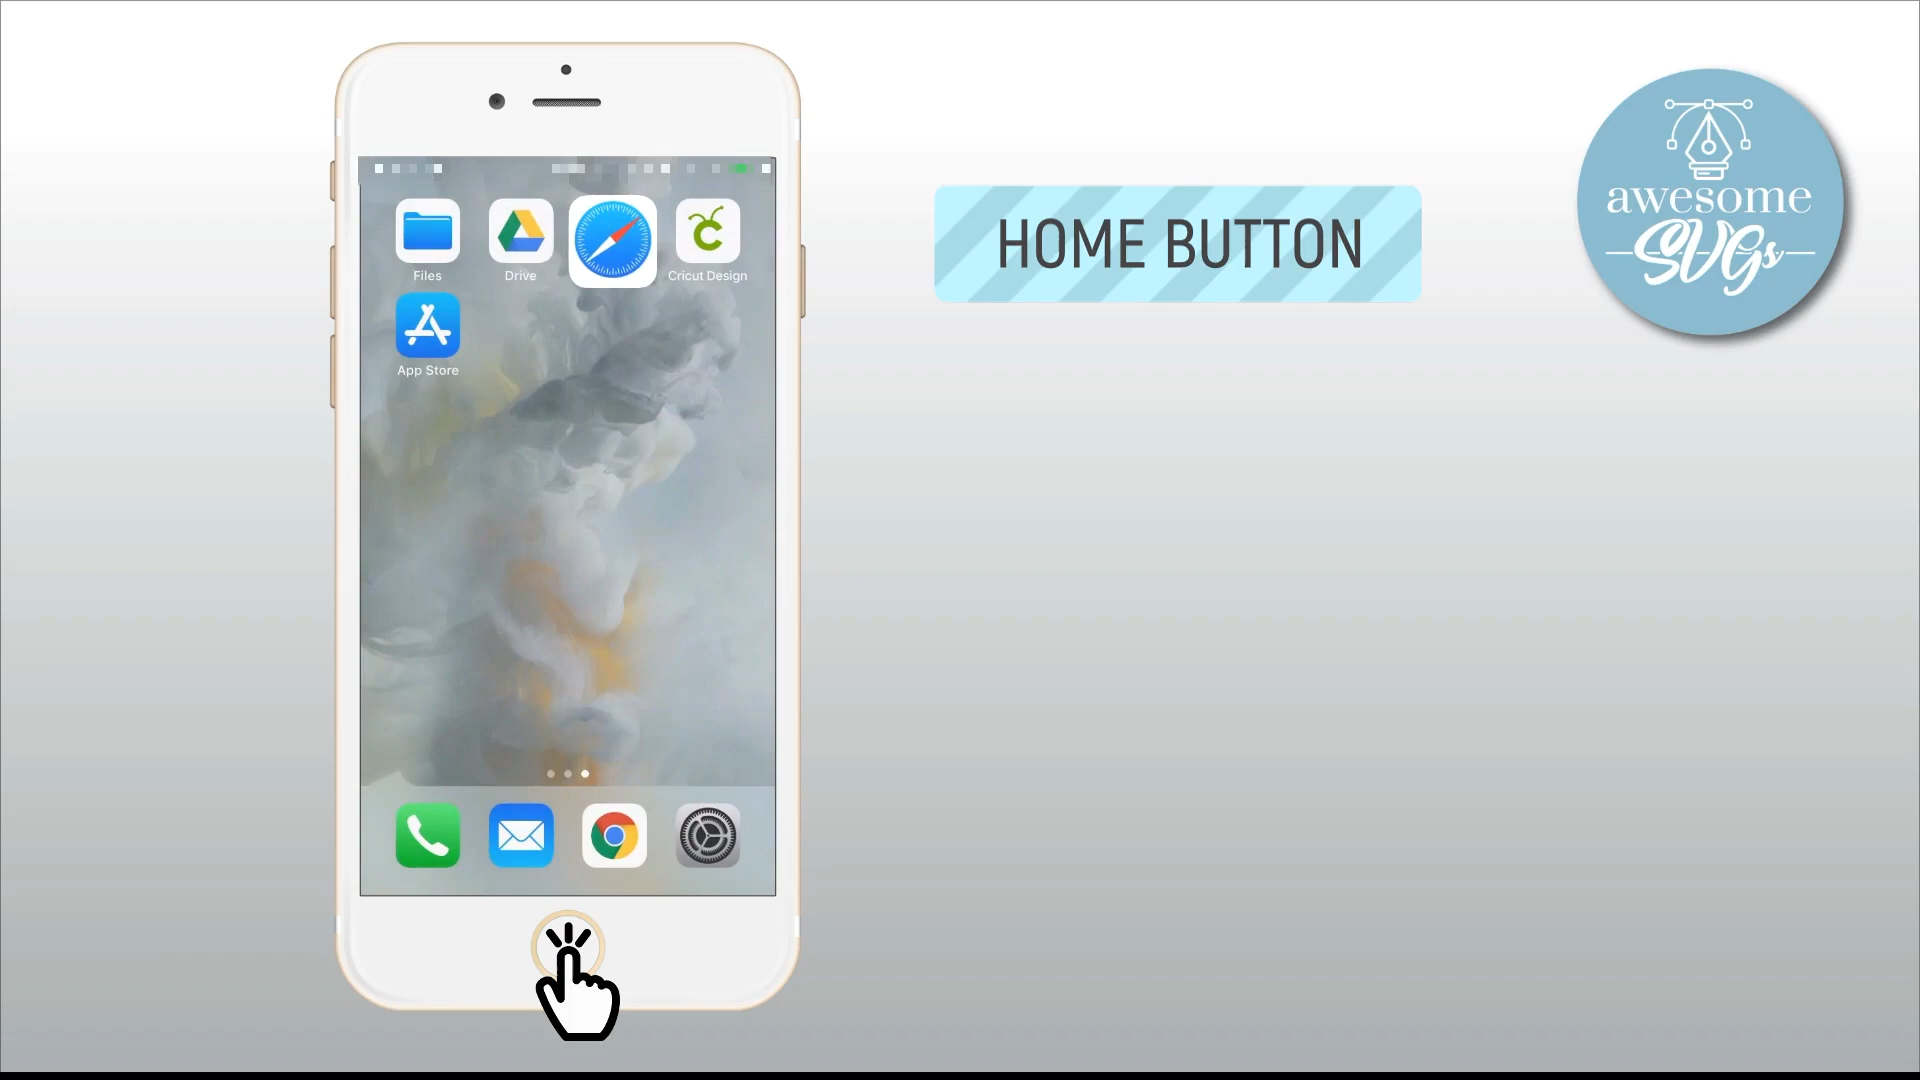 Files
Drive
Cricut Design
App Store
HOME BUTTON
awesome
SVGs